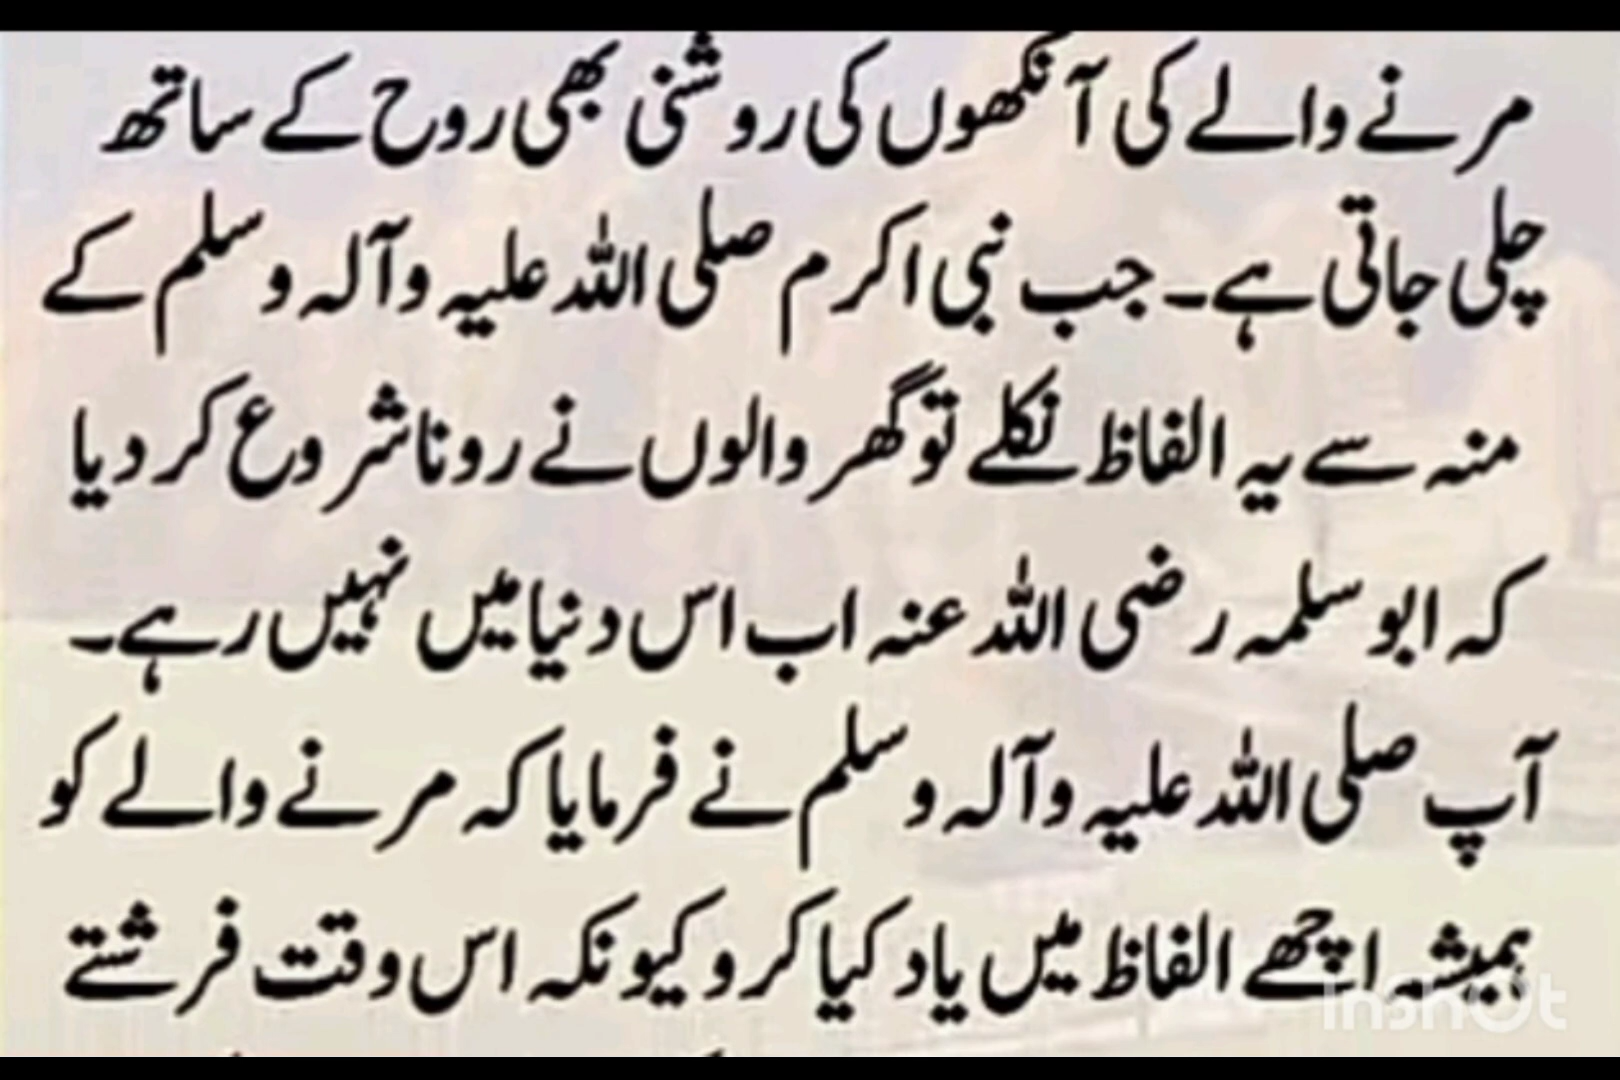 مرنے والے کی آنکھوں کی روشنی بھی روح کے ساتھ
چلی جاتی ہے۔ جب نبی اکرم صلی اللہ علیہ وآلہ وسلم کے
منہ سے یہ الفاظ نکلے تو گھر والوں نے رونا شروع کر دیا
کہ ابو سلمہ رضی اللہ عنہ اب اس دنیا میں نہیں رہے۔
آپ صلی اللہ علیہ وآلہ وسلم نے فرمایا کہ مرنے والے کو
ہمیشہ اچھے الفاظ میں یاد کیا کرو کیونکہ اس وقت فرشتے
InShOt